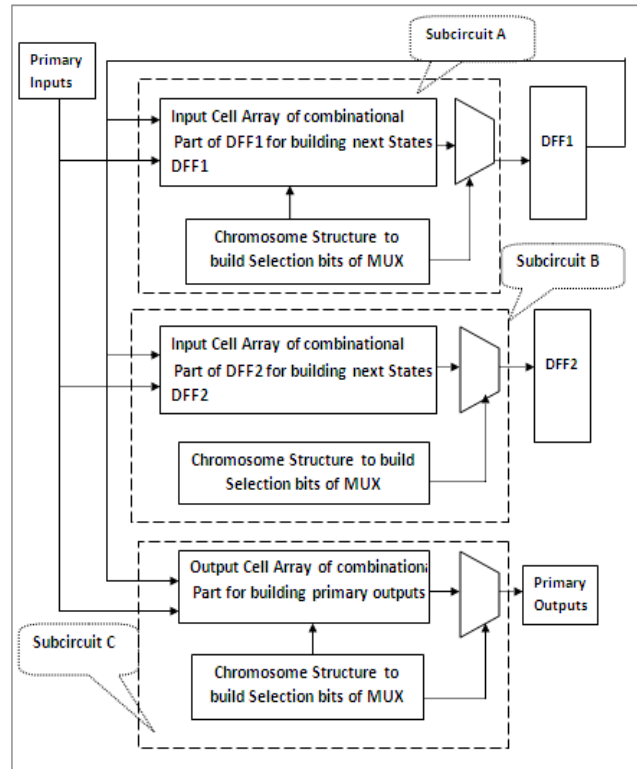 Subcircuit A
Primary
Inputs
Input Cell Array of combinational
Part of DFF1 for building next States
DFF1
DFF1
Chromosome Structure to
build Selection bits of MUX
Subcircuit B
Input Cell Array of combinational
Part of DFF2 for building next States
DFF2
DFF2
Chromosome Structure to build
Selection bits of MUX
Output Cell Array of combinationa
Part for building primary outputs
Primary
Outputs
Subcircuit C
Chromosome Structure to
build Selection bits of MUX